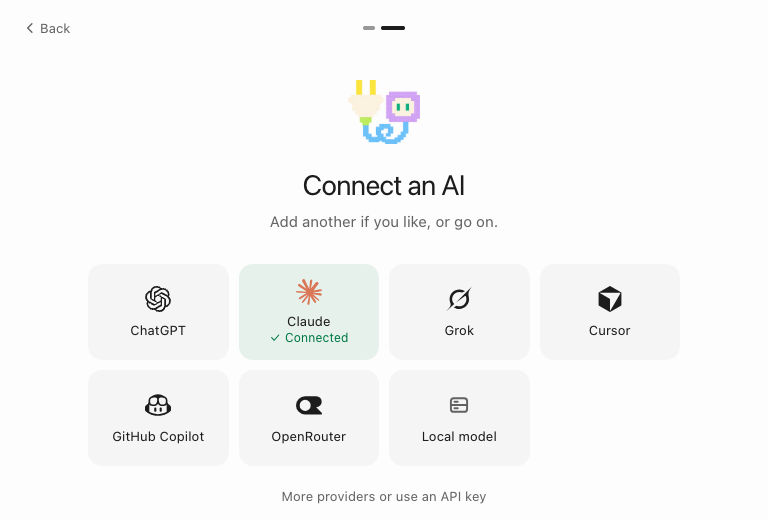 Back
Connect an AI
Add another if you like, or go on.
ChatGPT
Claude
Connected
Grok
Cursor
GitHub Copilot
OpenRouter
Local model
More providers or use an API key